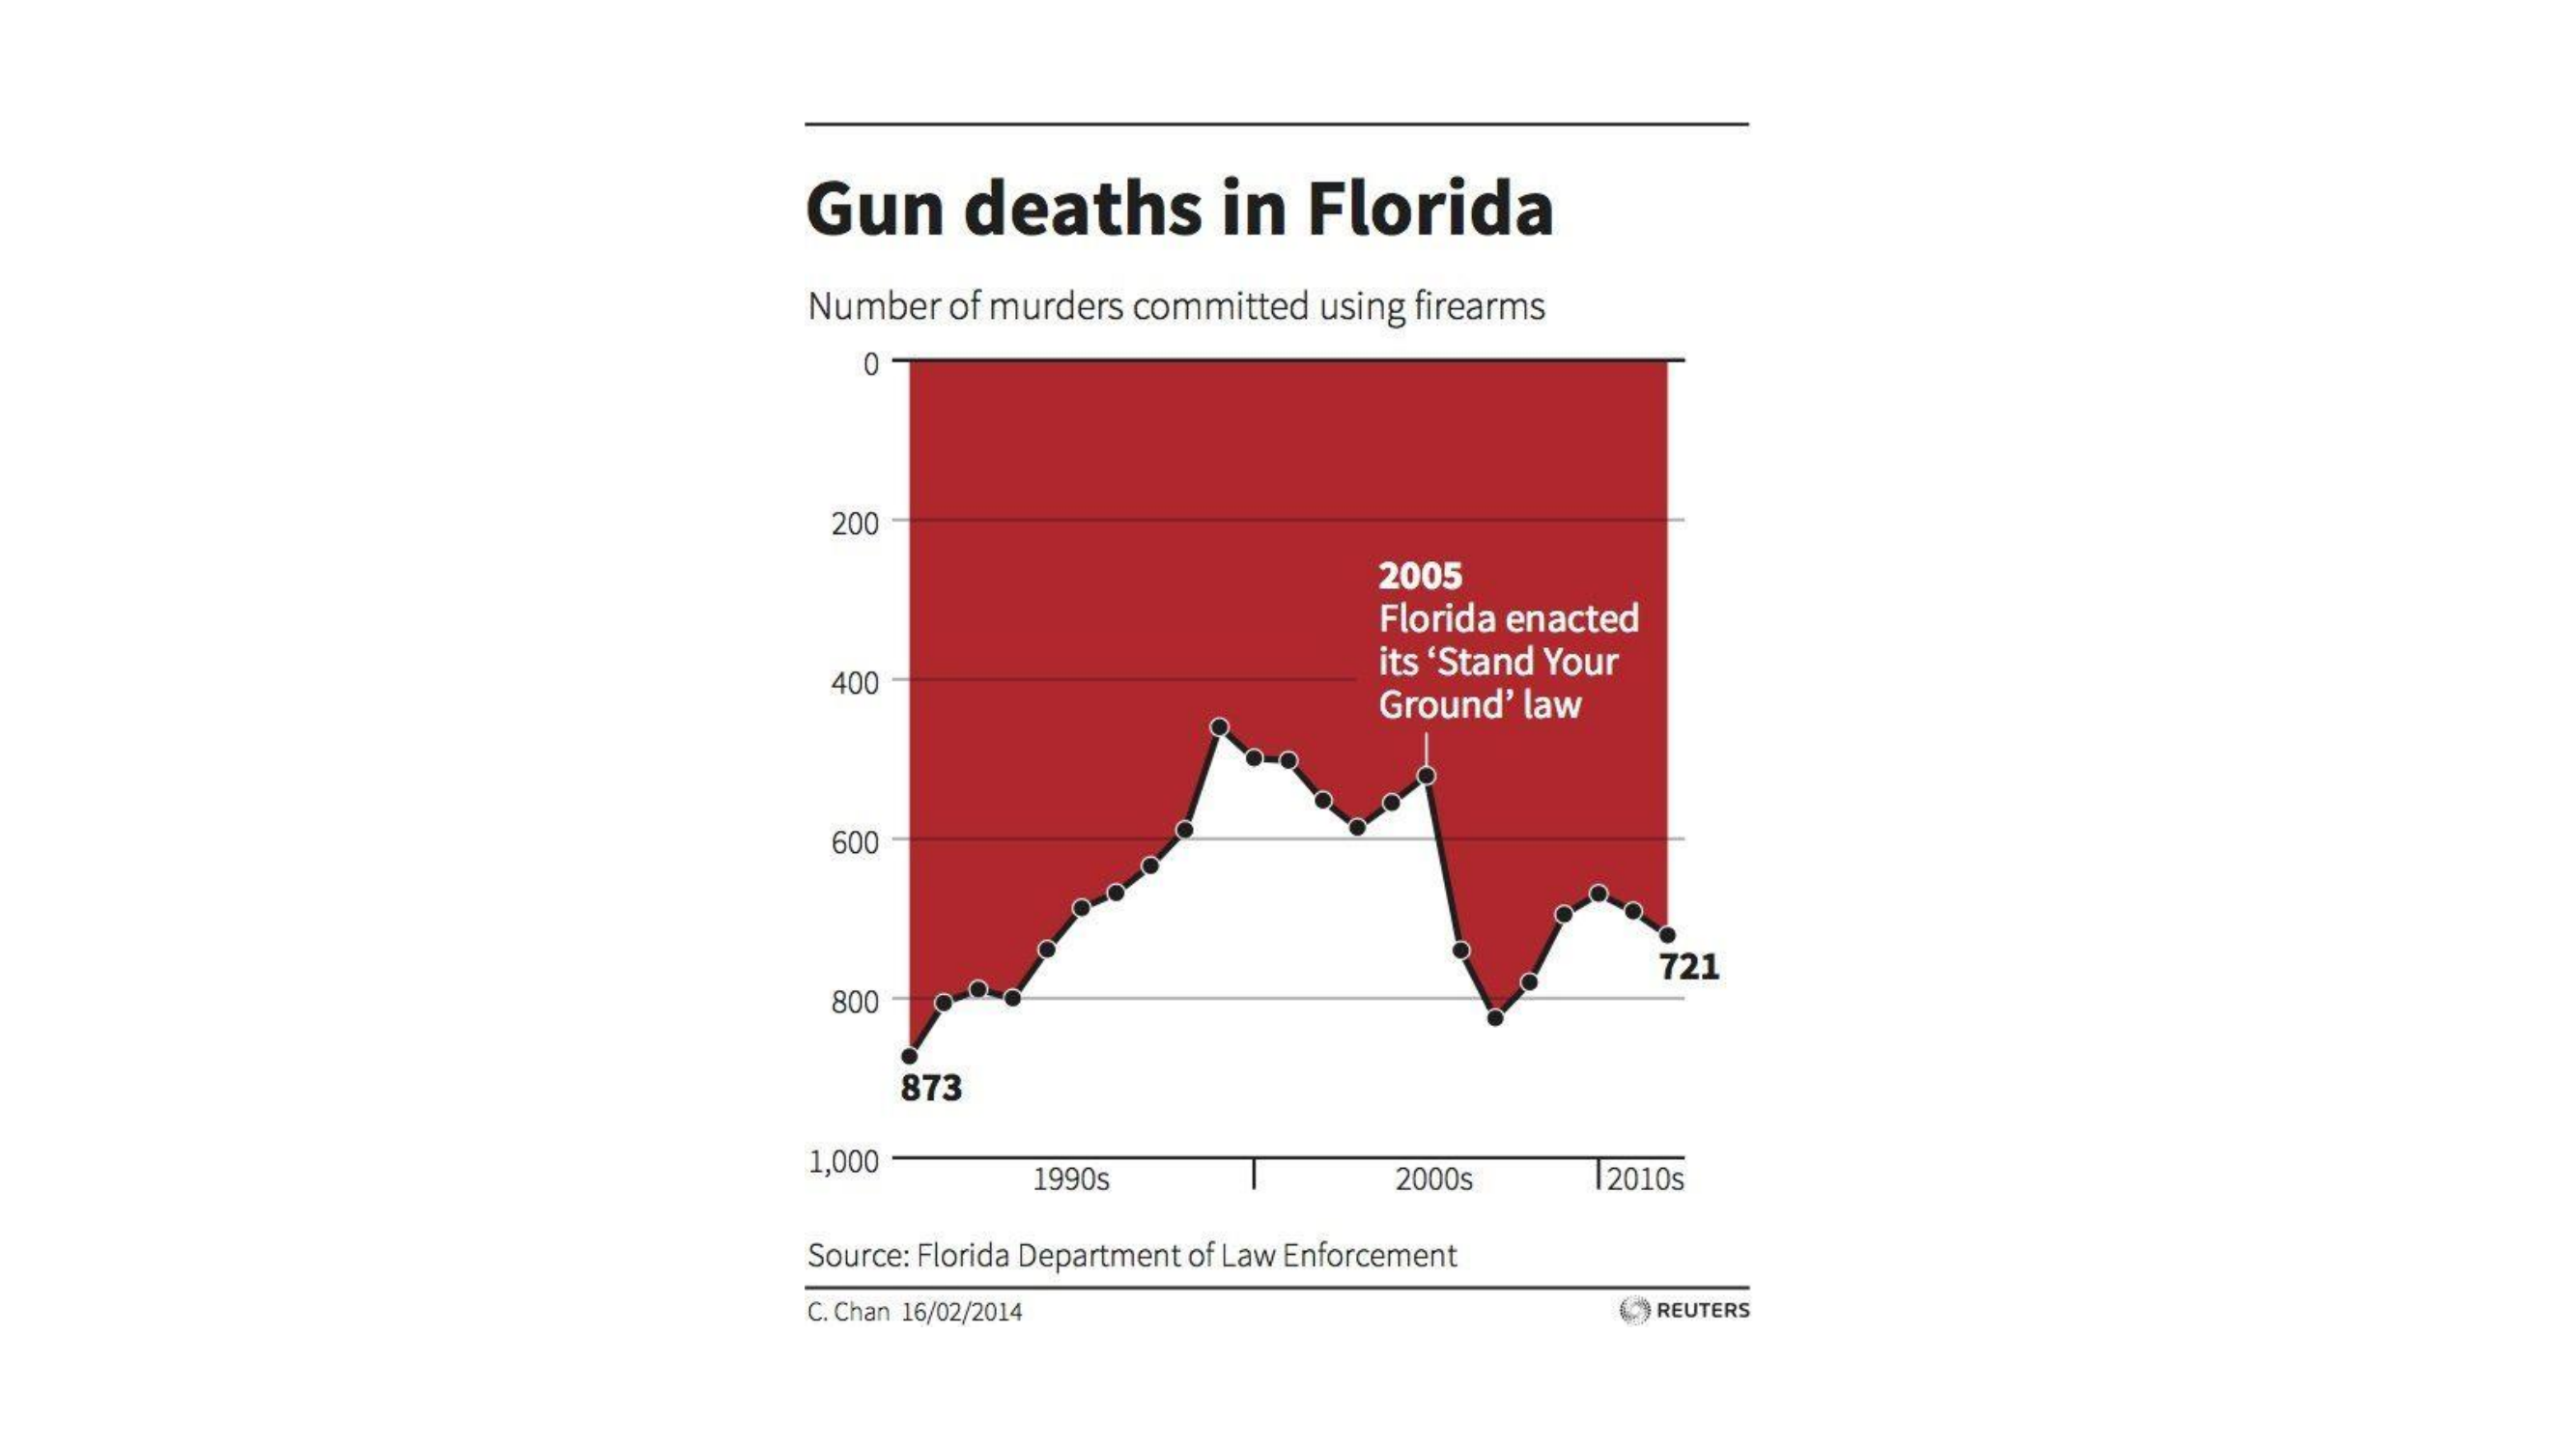 Gun deaths in Florida
Number of murders committed using firearms
0
200
2005
Florida enacted
its ‘Stand Your
Ground’ law
400
600
800
721
873
1,000
1990s
2000s
2010s
Source: Florida Department of Law Enforcement
C. Chan 16/02/2014
REUTERS